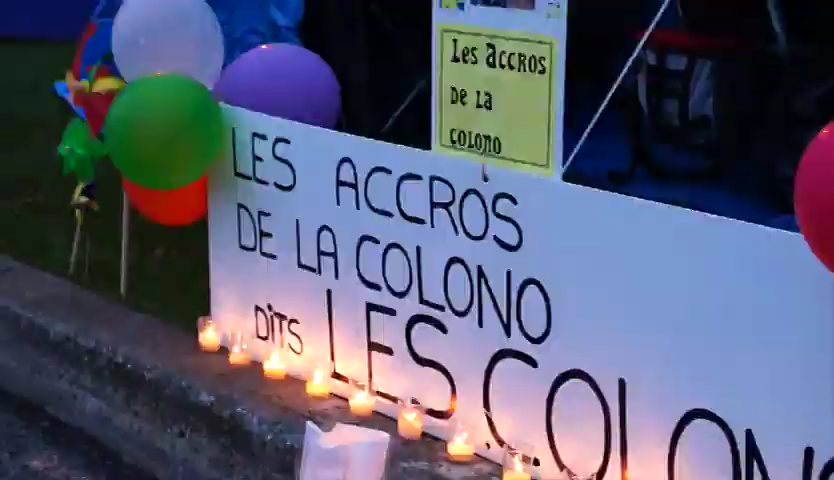 Les Accros
De la
colono
LES ACCROS
DE LA COLONO
DiTS LES COLON